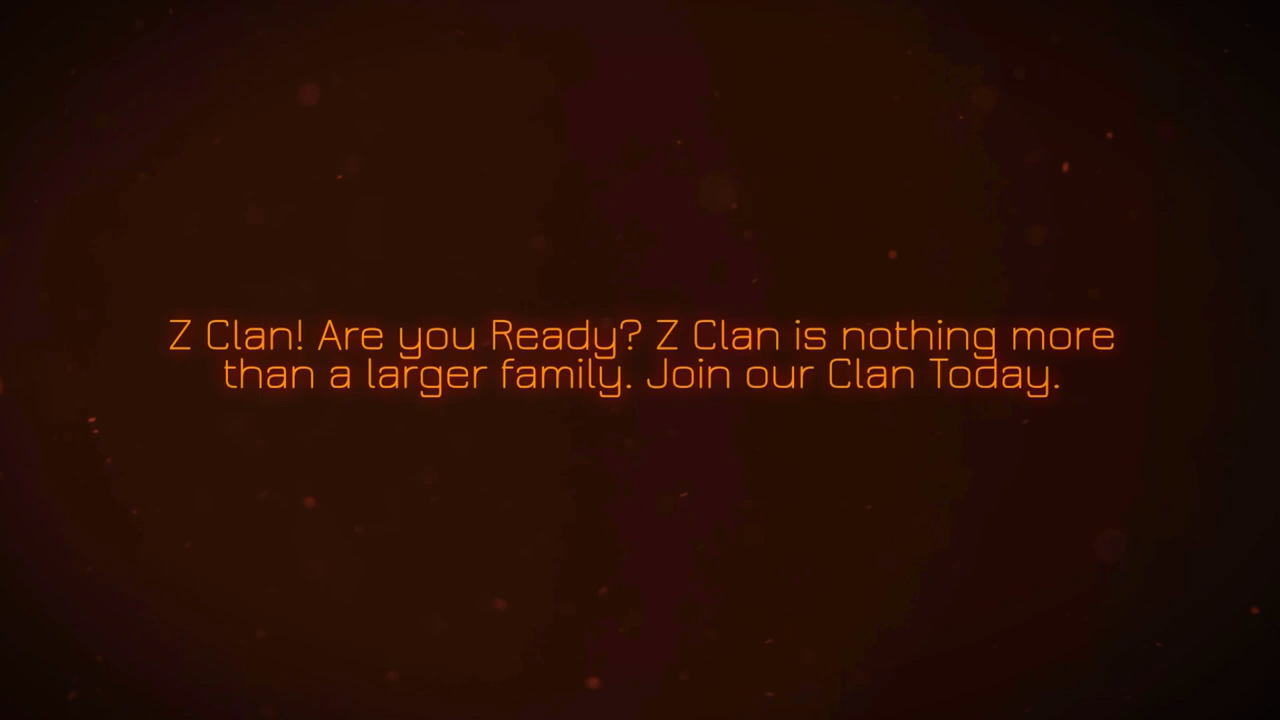 Z Clan! Are you Ready? Z Clan is nothing more
than a larger family. Join our Clan Today.